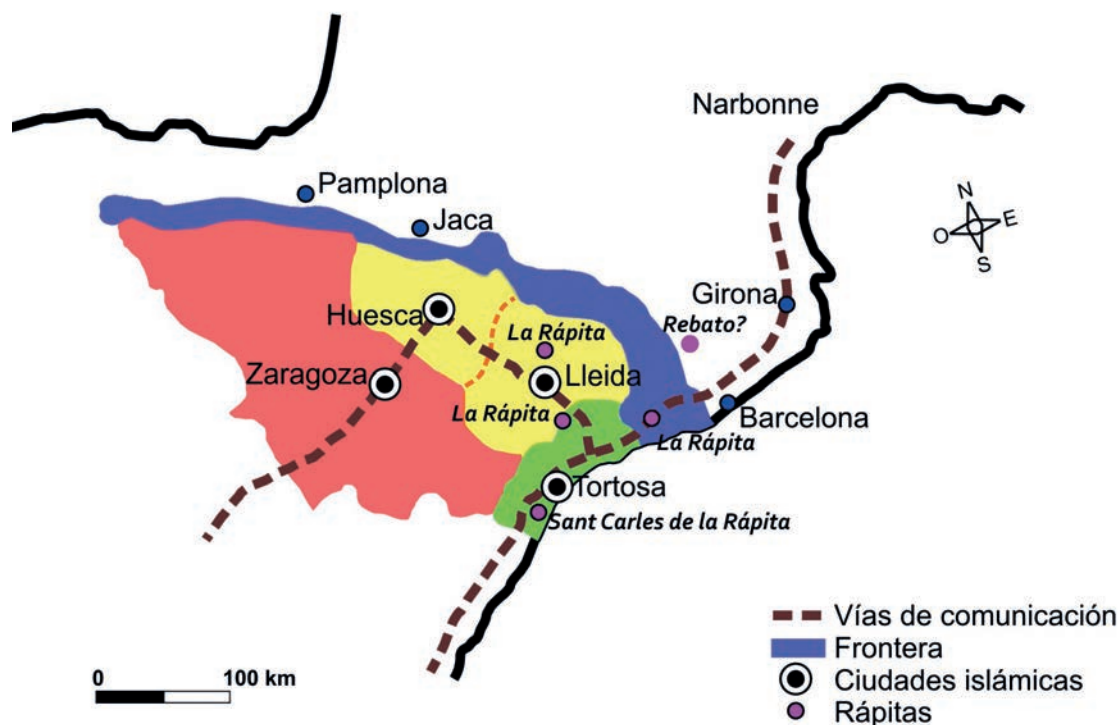 Narbonne
Pamplona
Jaca
N
E
O
S
Girona
Rebato?
Huesca
La Rápita
Zaragoza
Lleida
La Rápita
Barcelona
La Rápita
Tortosa
Sant Carles de la Rápita
Vías de comunicación
Frontera
0 100 km
Ciudades islámicas
Rápitas